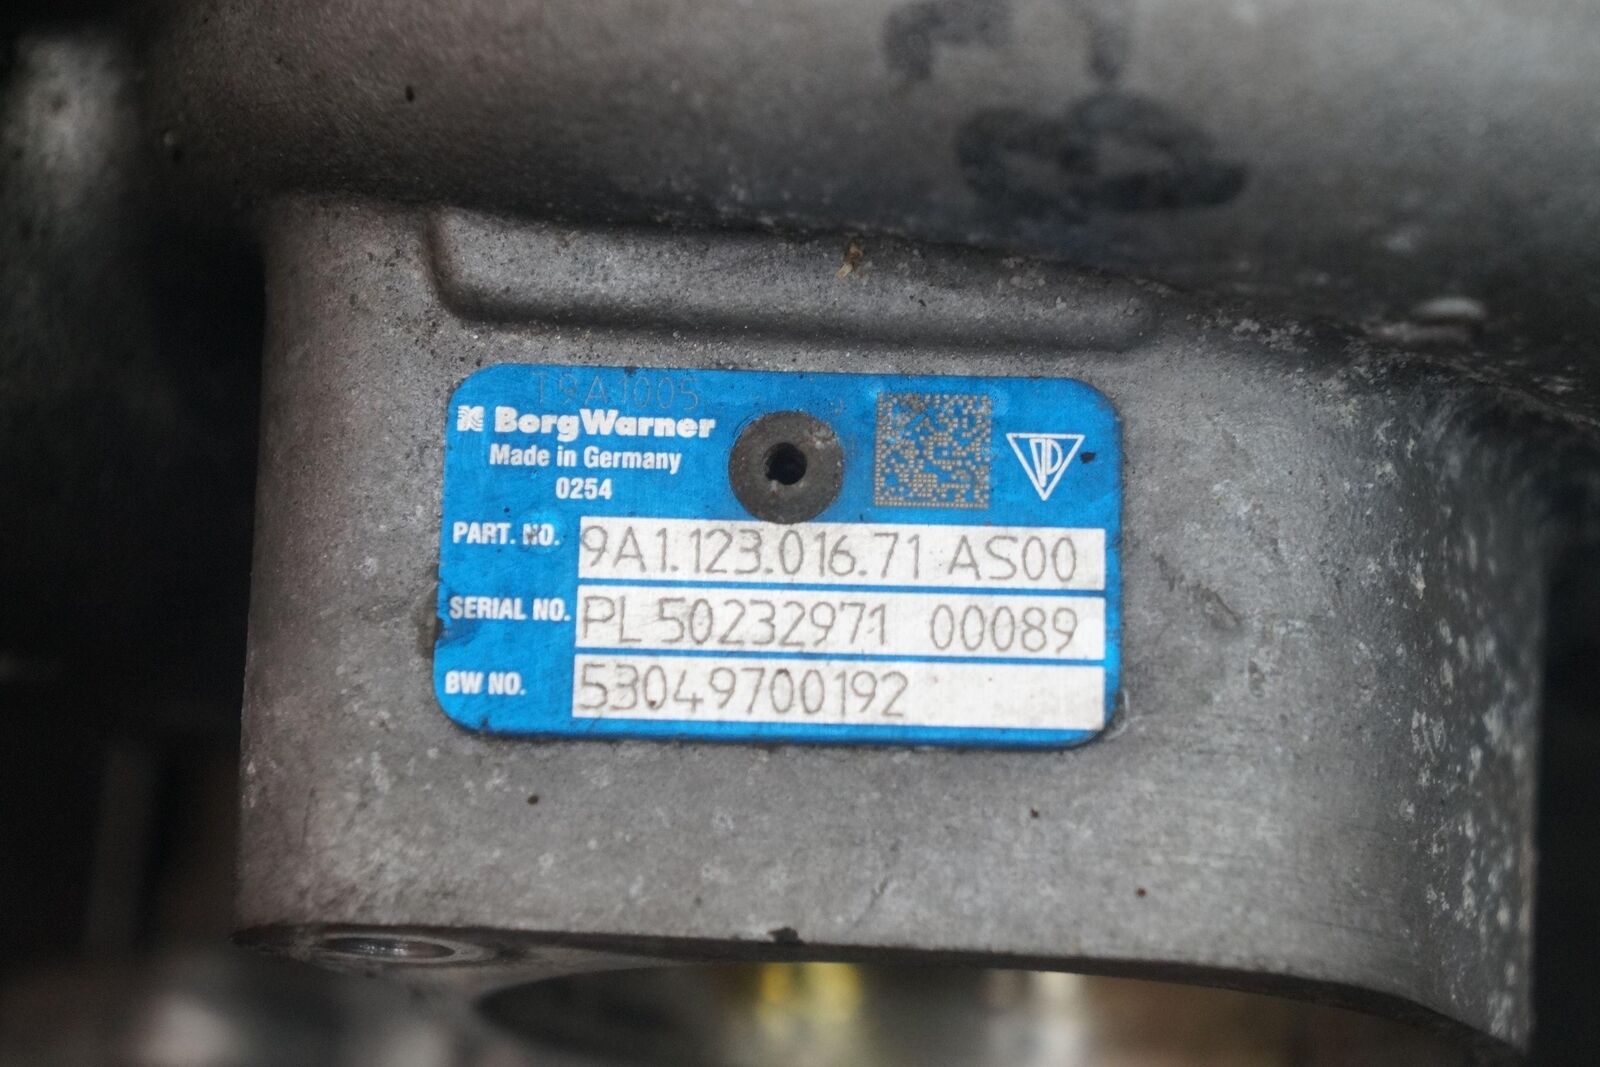 T9A1005
BorgWarner
Made in Germany
0254
PART. NO. 9A1.123.016.71 AS00
SERIAL NO. PL 50232971 00089
BW NO. 53049700192